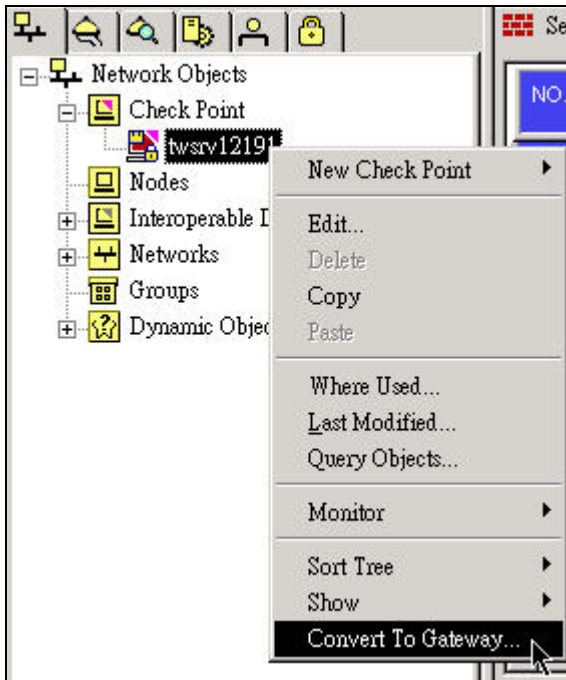 Se
Network Objects
NO.
Check Point
twsrv12191
New Check Point
Nodes
Interoperable D
Edit...
Networks
Delete
Groups
Copy
Dynamic Objec
Paste
Where Used...
Last Modified...
Query Objects...
Monitor
Sort Tree
Show
Convert To Gateway...